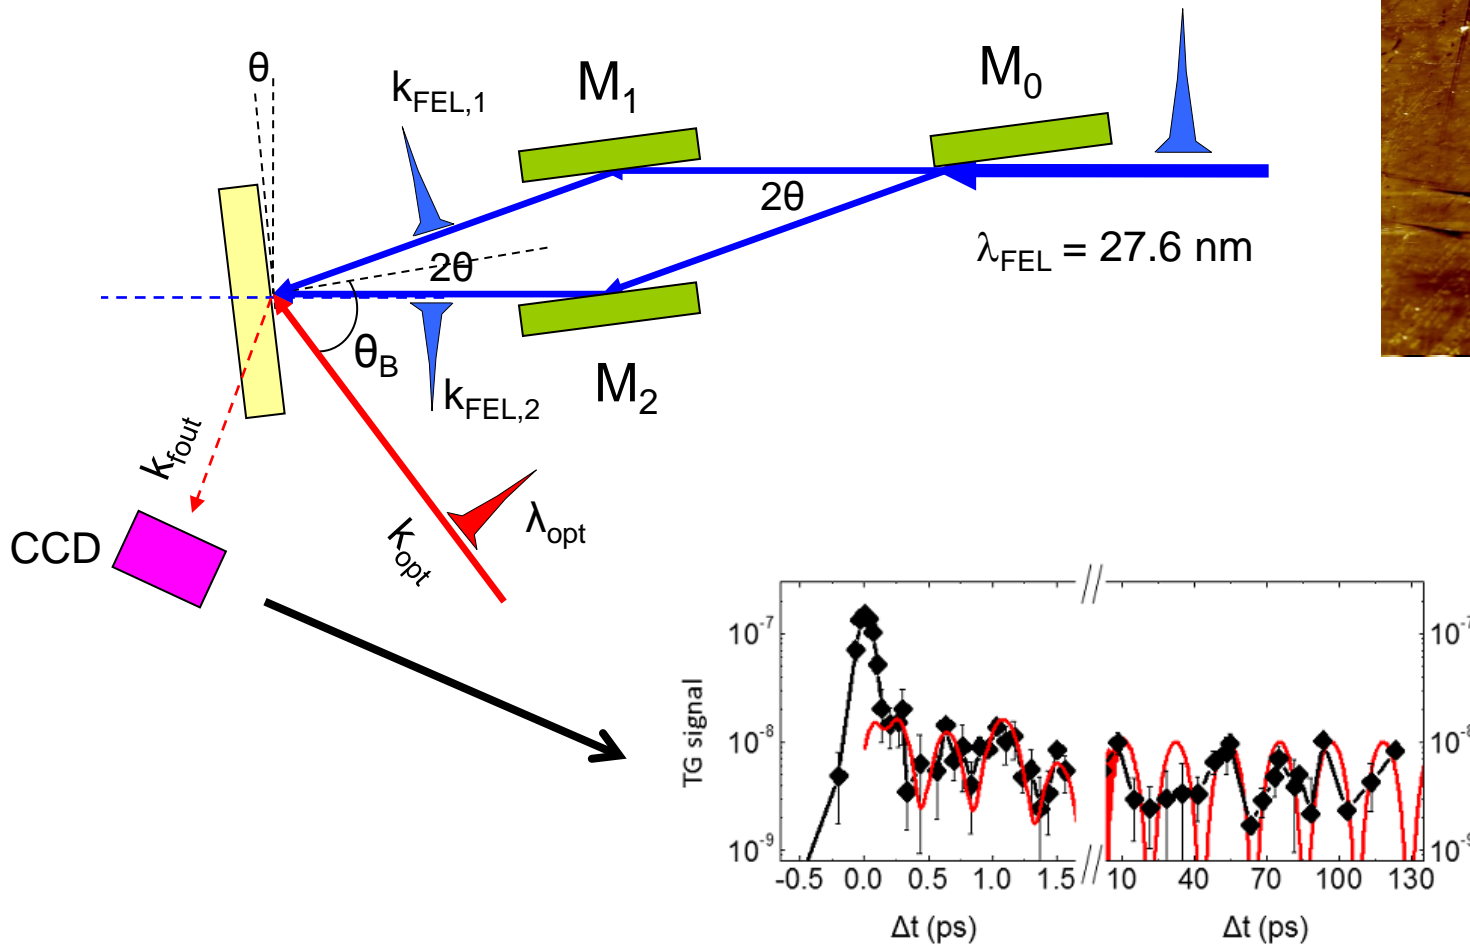 θ
k_FEL,1
M_1
M_0
2θ
λ_FEL = 27.6 nm
2θ
θ_B
k_FEL,2
M_2
k_fout
λ_opt
k_opt
CCD
TG signal
10^-7
10^-8
10^-9
10^-7
10^-8
10^-9
-0.5 0.0 0.5 1.0 1.5 10 40 70 100 130
Δt (ps) Δt (ps)